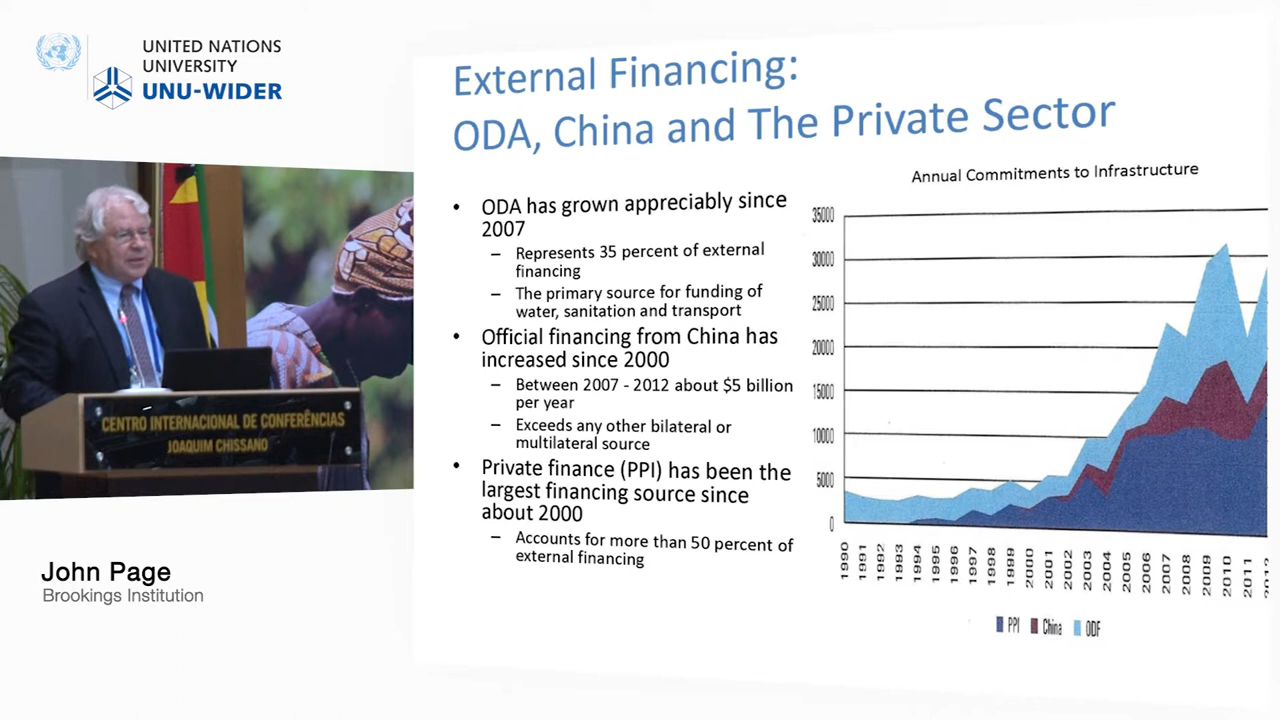 UNITED NATIONS
UNIVERSITY
UNU-WIDER
CENTRO INTERNACIONAL DE CONFERÊNCIAS
JOAQUIM CHISSANO
John Page
Brookings Institution
External Financing:
ODA, China and The Private Sector
• ODA has grown appreciably since
2007
– Represents 35 percent of external
financing
– The primary source for funding of
water, sanitation and transport
• Official financing from China has
increased since 2000
– Between 2007 - 2012 about $5 billion
per year
– Exceeds any other bilateral or
multilateral source
• Private finance (PPI) has been the
largest financing source since
about 2000
– Accounts for more than 50 percent of
external financing
Annual Commitments to Infrastructure
35000
30000
25000
20000
15000
10000
5000
0
1990
1991
1982
1993
1994
1995
1996
1997
1998
1999
2000
2001
2002
2003
2004
2005
2006
2007
2008
2009
2010
2011
2012
PPI
China
ODF